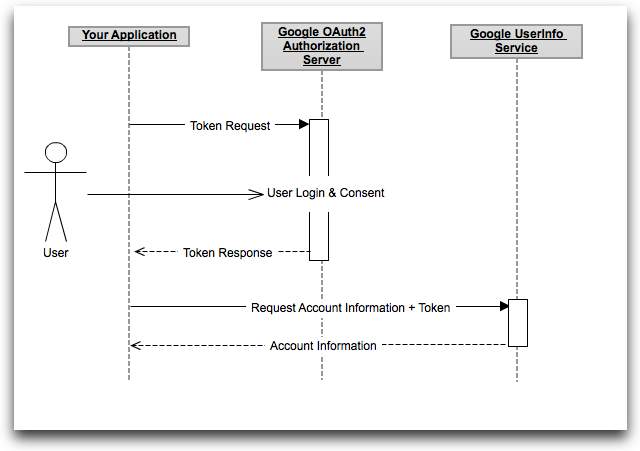 Your Application
Google OAuth2
Authorization
Server
Google UserInfo
Service
Token Request
User Login & Consent
User
Token Response
Request Account Information + Token
Account Information